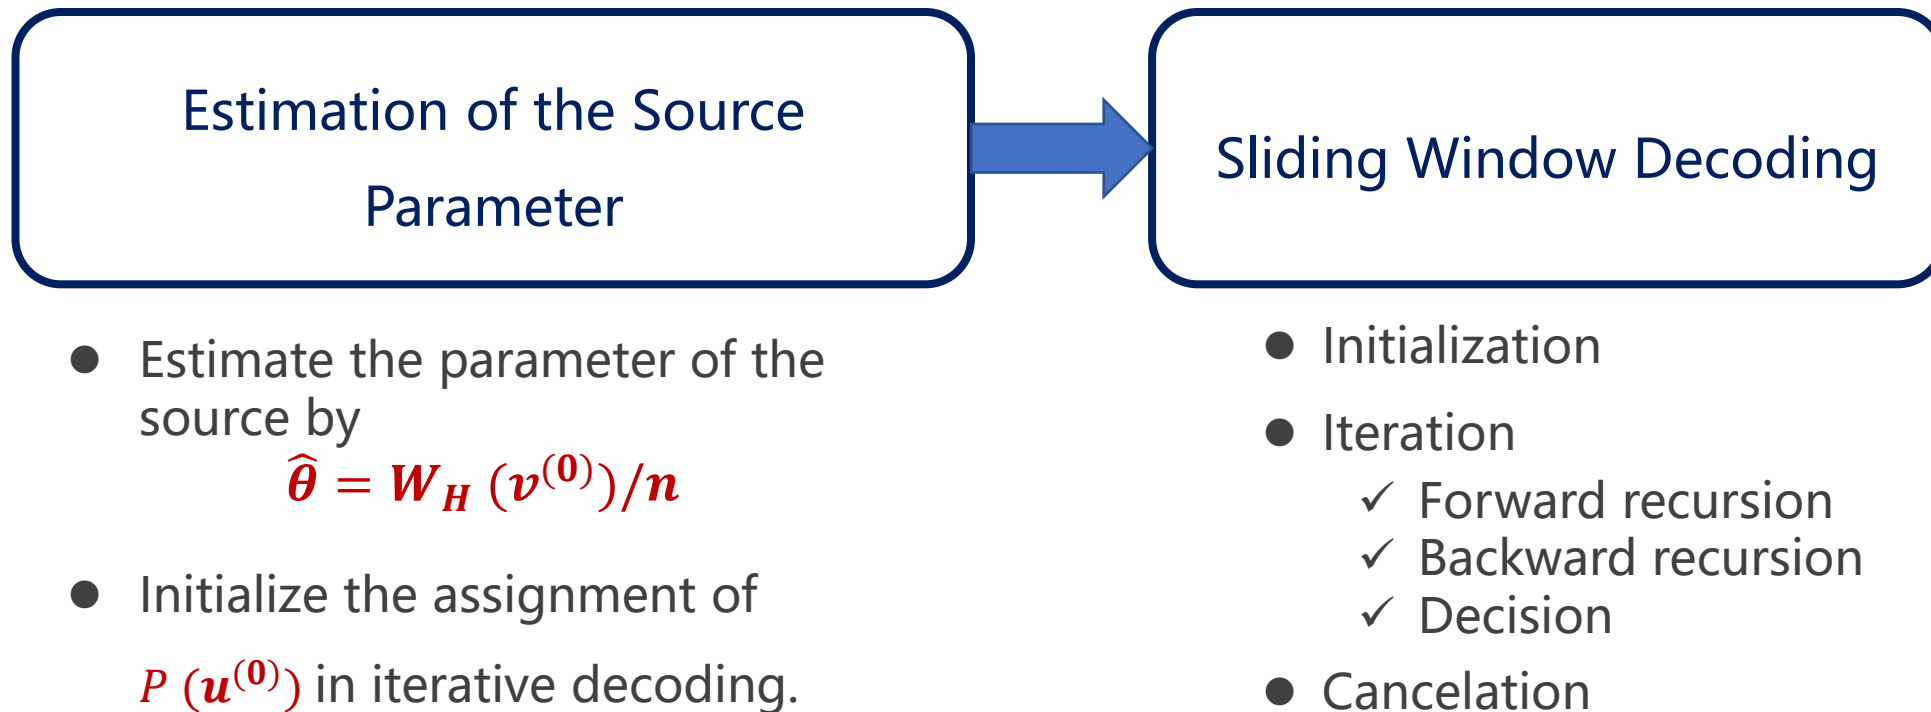 Estimation of the Source
Parameter
Sliding Window Decoding
● Estimate the parameter of the
source by
θ̂ = W_H (v^(0))/n
● Initialize the assignment of
P (u^(0)) in iterative decoding.
● Initialization
● Iteration
✓ Forward recursion
✓ Backward recursion
✓ Decision
● Cancelation